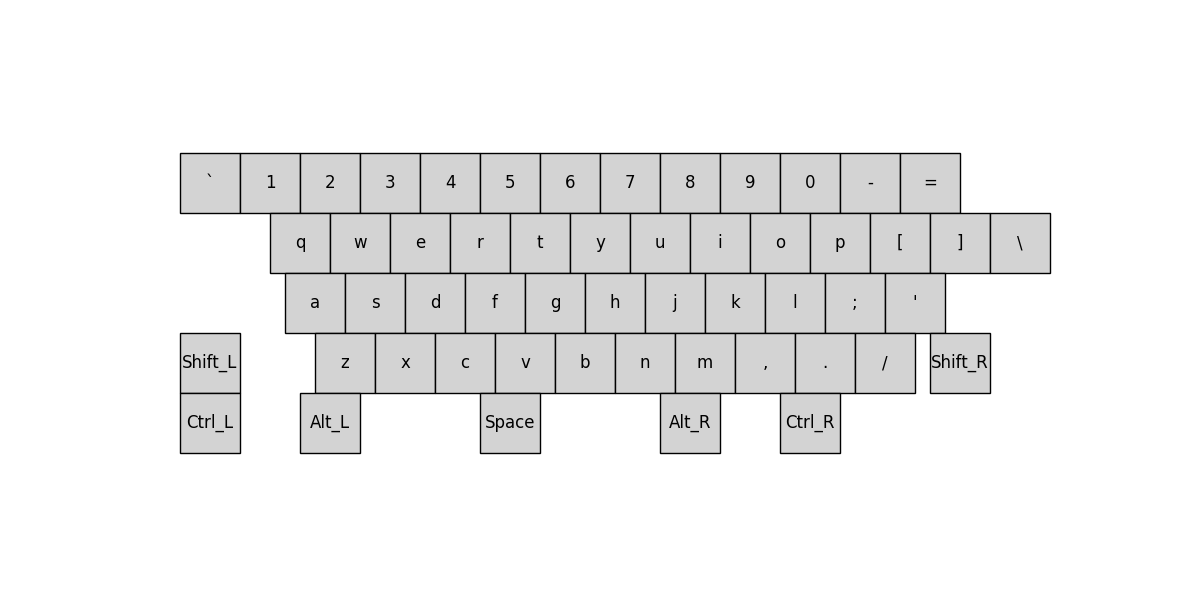 ` 1 2 3 4 5 6 7 8 9 0 - =
q w e r t y u i o p [ ] \
a s d f g h j k l ; '
Shift_L z x c v b n m , . / Shift_R
Ctrl_L Alt_L Space Alt_R Ctrl_R